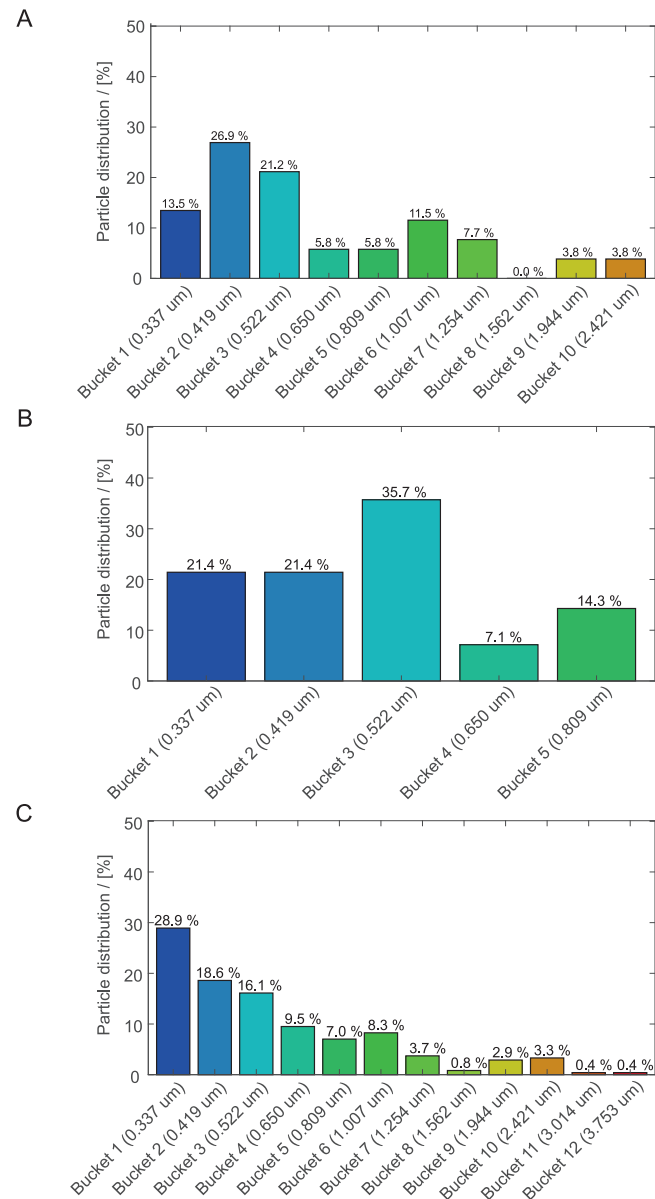 A
Particle distribution / [%]
50
40
30
20
10
0
13.5 %
26.9 %
21.2 %
5.8 %
5.8 %
11.5 %
7.7 %
0.0 %
3.8 %
3.8 %
Bucket 1 (0.337 um)
Bucket 2 (0.419 um)
Bucket 3 (0.522 um)
Bucket 4 (0.650 um)
Bucket 5 (0.809 um)
Bucket 6 (1.007 um)
Bucket 7 (1.254 um)
Bucket 8 (1.562 um)
Bucket 9 (1.944 um)
Bucket 10 (2.421 um)
B
Particle distribution / [%]
50
40
30
20
10
0
21.4 %
21.4 %
35.7 %
7.1 %
14.3 %
Bucket 1 (0.337 um)
Bucket 2 (0.419 um)
Bucket 3 (0.522 um)
Bucket 4 (0.650 um)
Bucket 5 (0.809 um)
C
Particle distribution / [%]
50
40
30
20
10
0
28.9 %
18.6 %
16.1 %
9.5 %
7.0 %
8.3 %
3.7 %
0.8 %
2.9 %
3.3 %
0.4 %
0.4 %
Bucket 1 (0.337 um)
Bucket 2 (0.419 um)
Bucket 3 (0.522 um)
Bucket 4 (0.650 um)
Bucket 5 (0.809 um)
Bucket 6 (1.007 um)
Bucket 7 (1.254 um)
Bucket 8 (1.562 um)
Bucket 9 (1.944 um)
Bucket 10 (2.421 um)
Bucket 11 (3.014 um)
Bucket 12 (3.753 um)